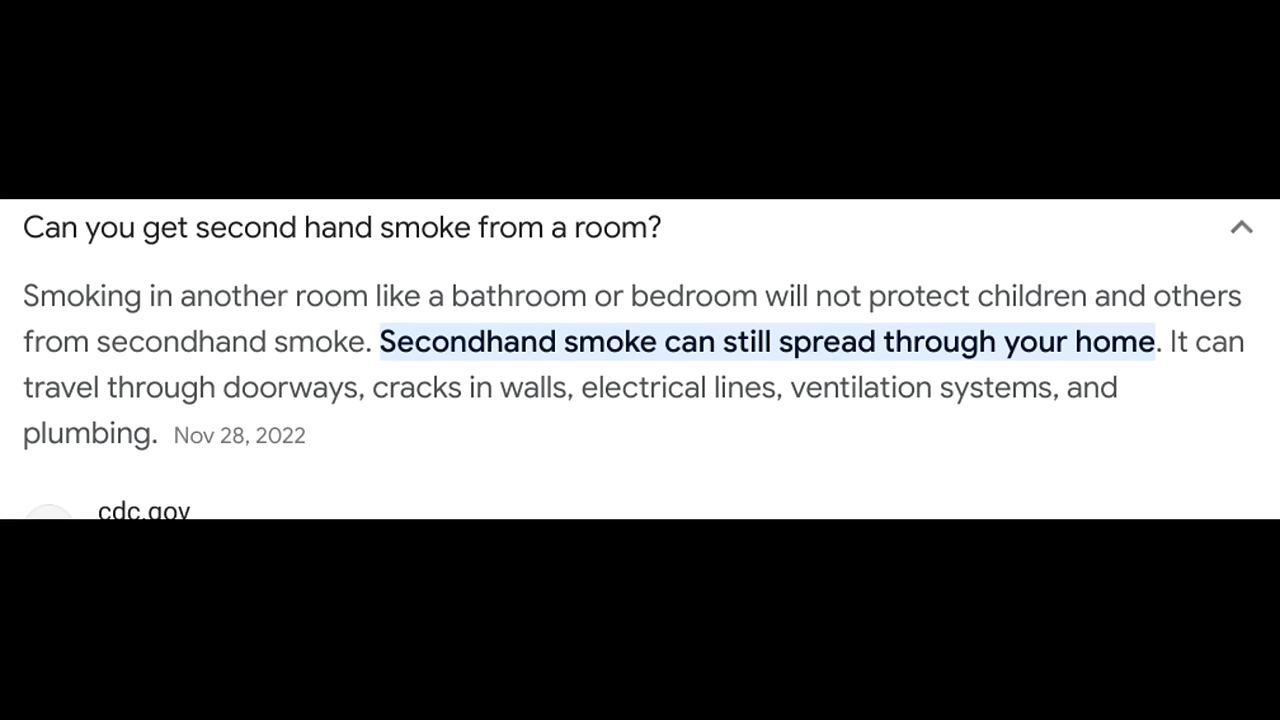 Can you get second hand smoke from a room?
Smoking in another room like a bathroom or bedroom will not protect children and others
from secondhand smoke. Secondhand smoke can still spread through your home. It can
travel through doorways, cracks in walls, electrical lines, ventilation systems, and
plumbing. Nov 28, 2022
cdc.gov